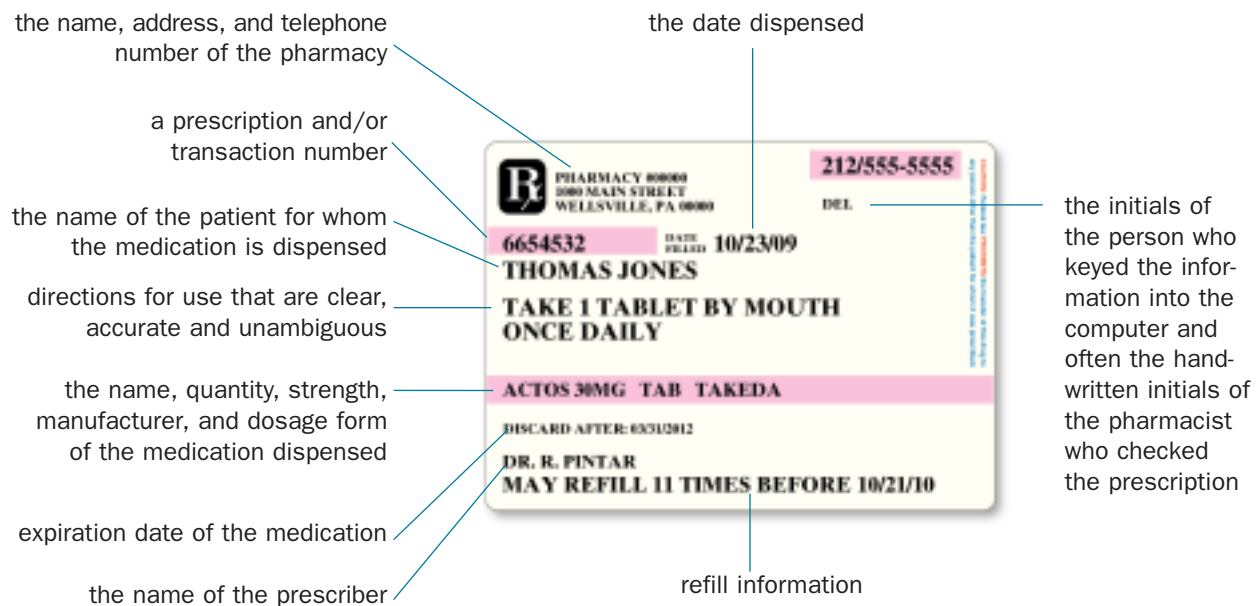 the name, address, and telephone
number of the pharmacy
the date dispensed
a prescription and/or
transaction number
the name of the patient for whom
the medication is dispensed
directions for use that are clear,
accurate and unambiguous
the name, quantity, strength,
manufacturer, and dosage form
of the medication dispensed
expiration date of the medication
the name of the prescriber
Rx
PHARMACY 000000
1000 MAIN STREET
WELLSVILLE, PA 00000
212/555-5555
DEL
6654532
DATE
FILLED
10/23/09
THOMAS JONES
TAKE 1 TABLET BY MOUTH
ONCE DAILY
ACTOS 30MG TAB TAKEDA
DISCARD AFTER: 03/31/2012
DR. R. PINTAR
MAY REFILL 11 TIMES BEFORE 10/21/10
refill information
the initials of
the person who
keyed the infor-
mation into the
computer and
often the hand-
written initials of
the pharmacist
who checked
the prescription